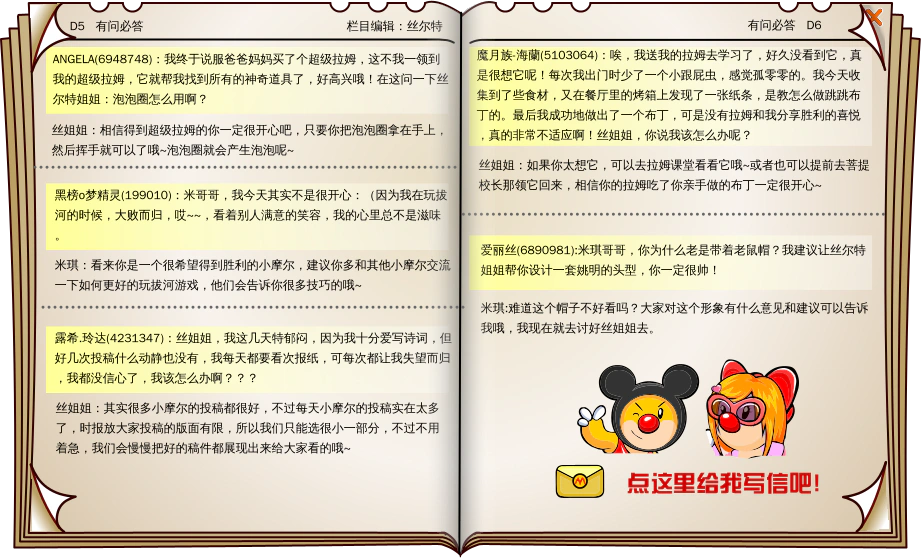 D5 有问必答
栏目编辑：丝尔特
ANGELA(6948748)：我终于说服爸爸妈妈买了个超级拉姆，这不我一领到
我的超级拉姆，它就帮我找到所有的神奇道具了，好高兴哦！在这问一下丝
尔特姐姐：泡泡圈怎么用啊？
丝姐姐：相信得到超级拉姆的你一定很开心吧，只要你把泡泡圈拿在手上，
然后挥手就可以了哦~泡泡圈就会产生泡泡呢~
黑榜o梦精灵(199010)：米哥哥，我今天其实不是很开心：（因为我在玩拔
河的时候，大败而归，哎~~，看着别人满意的笑容，我的心里总不是滋味
。
米琪：看来你是一个很希望得到胜利的小摩尔，建议你多和其他小摩尔交流
一下如何更好的玩拔河游戏，他们会告诉你很多技巧的哦~
露希.玲达(4231347)：丝姐姐，我这几天特郁闷，因为我十分爱写诗词，但
好几次投稿什么动静也没有，我每天都要看次报纸，可每次都让我失望而归
，我都没信心了，我该怎么办啊？？？
丝姐姐：其实很多小摩尔的投稿都很好，不过每天小摩尔的投稿实在太多
了，时报放大家投稿的版面有限，所以我们只能选很小一部分，不过不用
着急，我们会慢慢把好的稿件都展现出来给大家看的哦~
有问必答 D6
魔月族-海蘭(5103064)：唉，我送我的拉姆去学习了，好久没看到它，真
是很想它呢！每次我出门时少了一个小跟屁虫，感觉孤零零的。我今天收
集到了些食材，又在餐厅里的烤箱上发现了一张纸条，是教怎么做跳跳布
丁的。最后我成功地做出了一个布丁，可是没有拉姆和我分享胜利的喜悦
，真的非常不适应啊！丝姐姐，你说我该怎么办呢？
丝姐姐：如果你太想它，可以去拉姆课堂看看它哦~或者也可以提前去菩提
校长那领它回来，相信你的拉姆吃了你亲手做的布丁一定很开心~
爱丽丝(6890981):米琪哥哥，你为什么老是带着老鼠帽？我建议让丝尔特
姐姐帮你设计一套姚明的头型，你一定很帅！
米琪:难道这个帽子不好看吗？大家对这个形象有什么意见和建议可以告诉
我哦，我现在就去讨好丝姐姐去。
点这里给我写信吧！